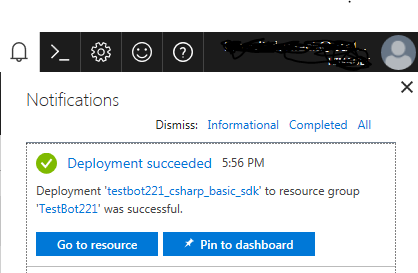 Notifications
Dismiss: Informational Completed All
Deployment succeeded 5:56 PM
Deployment 'testbot221_csharp_basic_sdk' to resource group
'TestBot221' was successful.
Go to resource Pin to dashboard